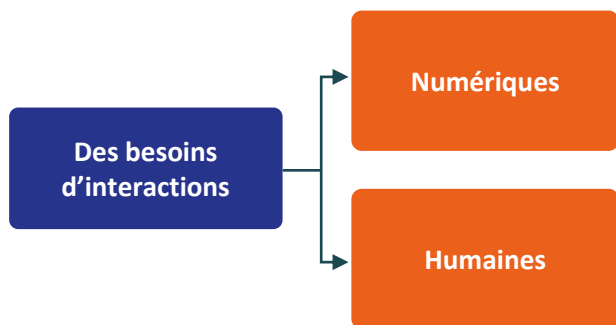 Numériques
Des besoins
d’interactions
Humaines